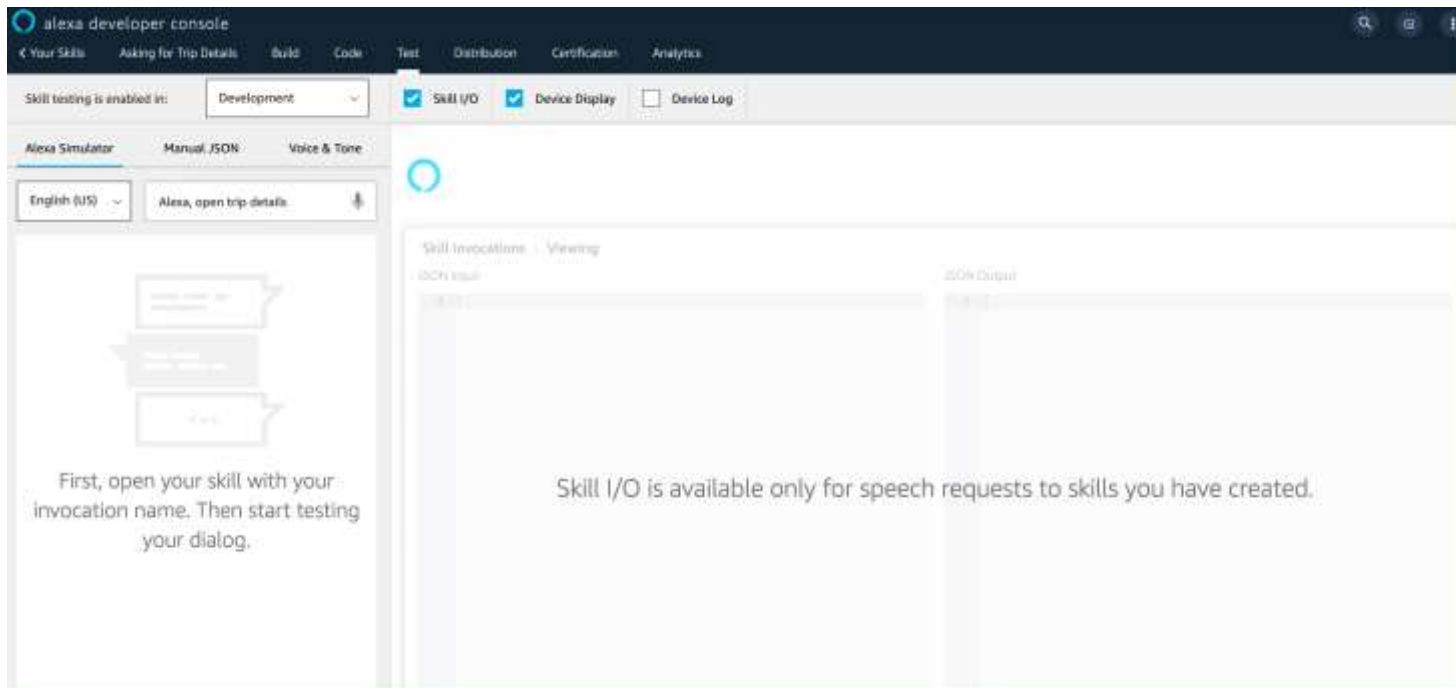 alexa developer console
Your Skills Asking for Trip Details Build Code Test Distribution Certification Analytics
Skill testing is enabled in: Development Skill I/O Device Display Device Log
Alexa Simulator Manual JSON Voice & Tone
English (US) Alexa, open trip details
Skill Invocations Viewing
JSON Input JSON Output
First, open your skill with your
invocation name. Then start testing
your dialog.
Skill I/O is available only for speech requests to skills you have created.